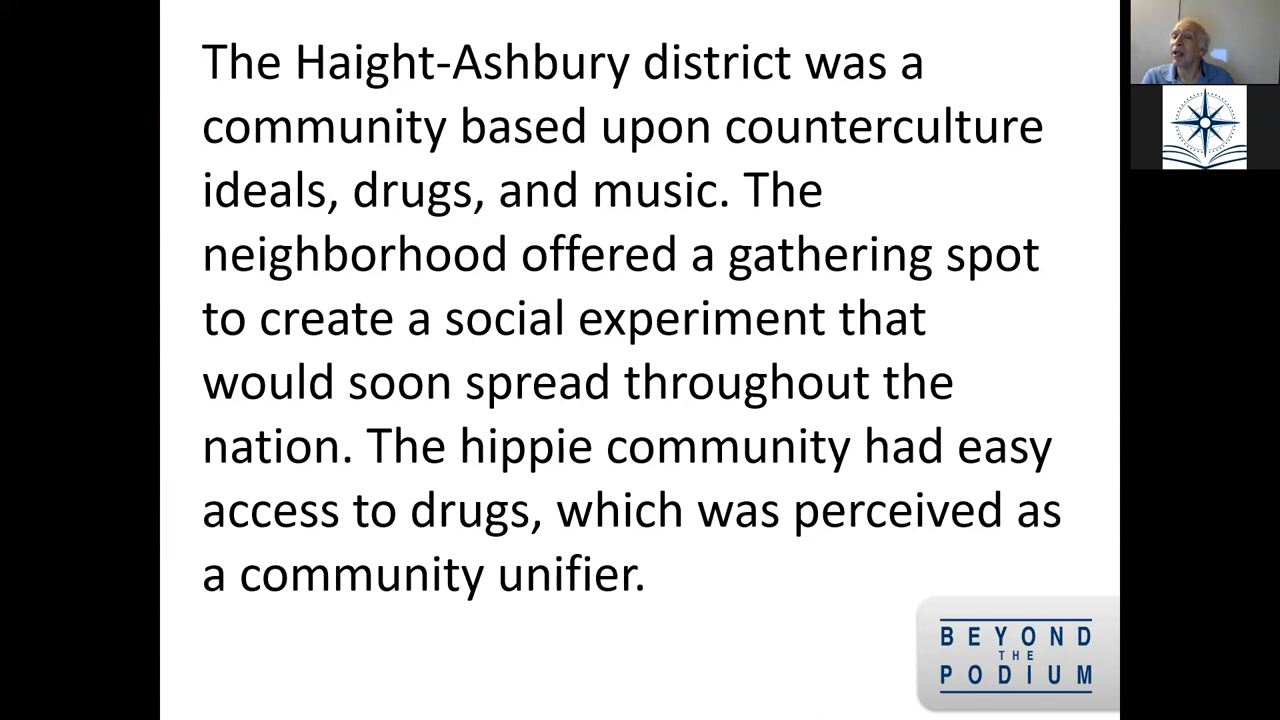 The Haight-Ashbury district was a
community based upon counterculture
ideals, drugs, and music. The
neighborhood offered a gathering spot
to create a social experiment that
would soon spread throughout the
nation. The hippie community had easy
access to drugs, which was perceived as
a community unifier.
BEYOND
THE
PODIUM